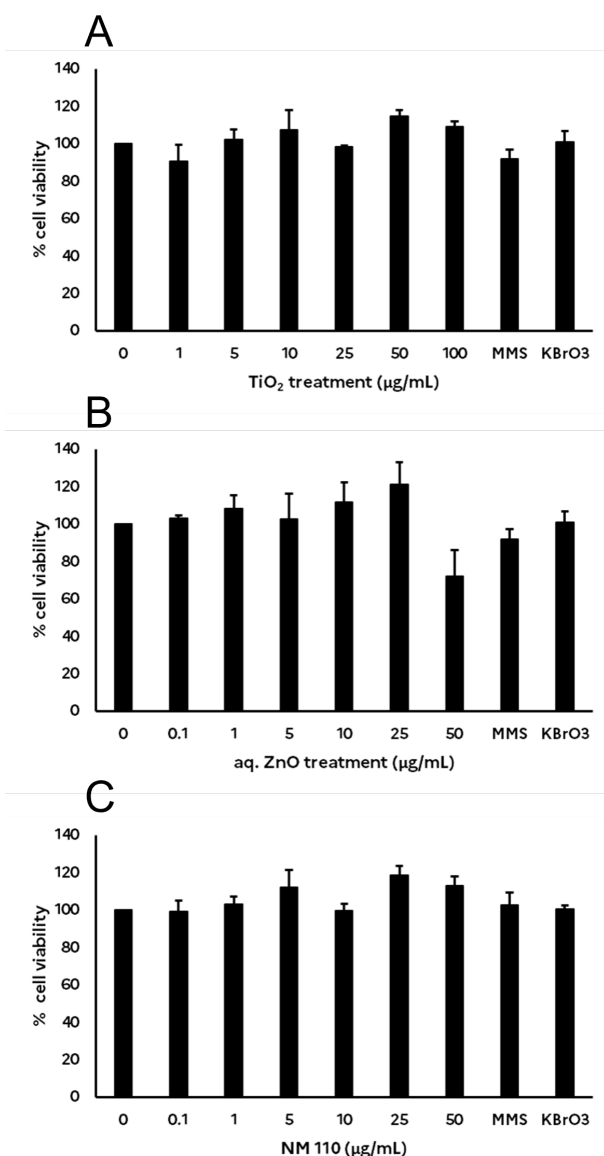 A
140
120
100
80
60
40
20
0
% cell viability
0 1 5 10 25 50 100 MMS KBrO3
TiO₂ treatment (µg/mL)
B
140
120
100
80
60
40
20
0
% cell viability
0 0.1 1 5 10 25 50 MMS KBrO3
aq. ZnO treatment (µg/mL)
C
140
120
100
80
60
40
20
0
% cell viability
0 0.1 1 5 10 25 50 MMS KBrO3
NM 110 (µg/mL)